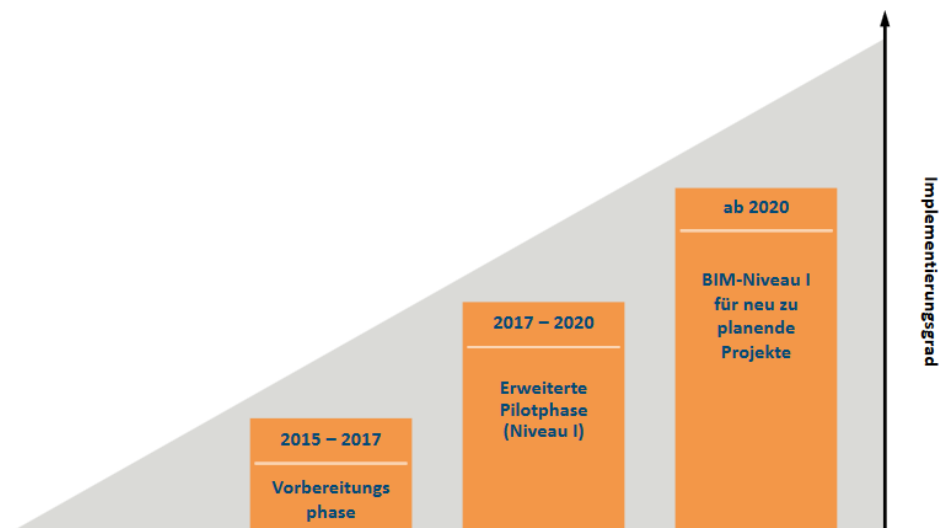 ab 2020
BIM-Niveau I
für neu zu
planende
Projekte
2017 – 2020
Erweiterte
Pilotphase
(Niveau I)
2015 – 2017
Vorbereitungs
phase
Implementierungsgrad